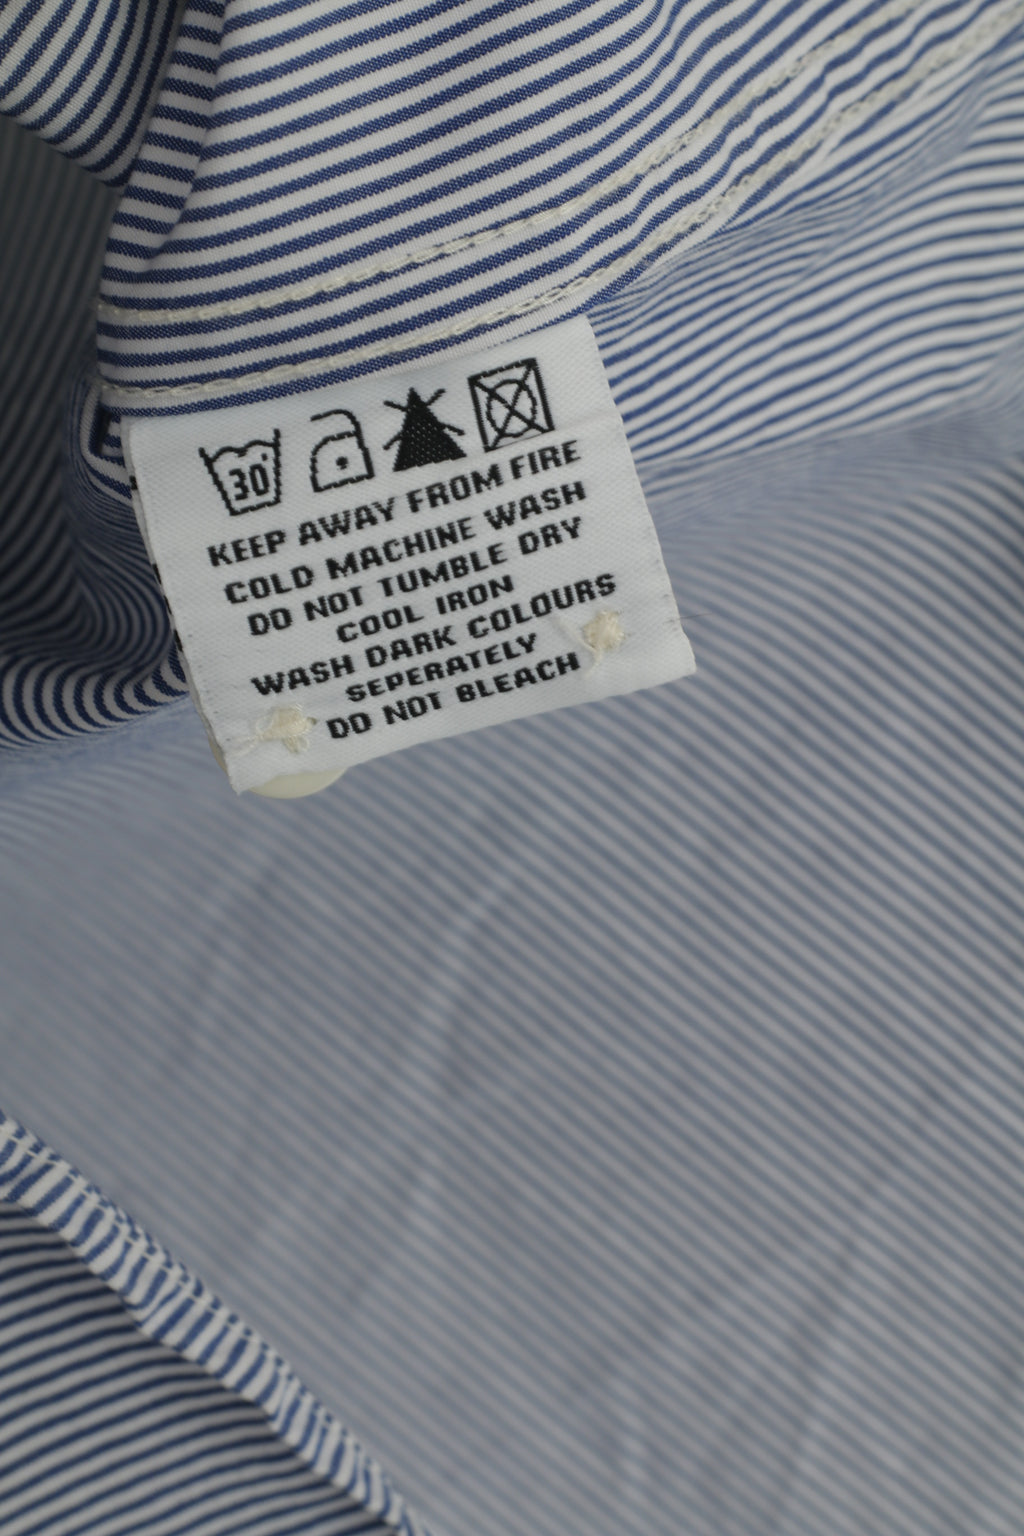 30°
KEEP AWAY FROM FIRE
COLD MACHINE WASH
DO NOT TUMBLE DRY
COOL IRON
WASH DARK COLOURS
SEPERATELY
DO NOT BLEACH